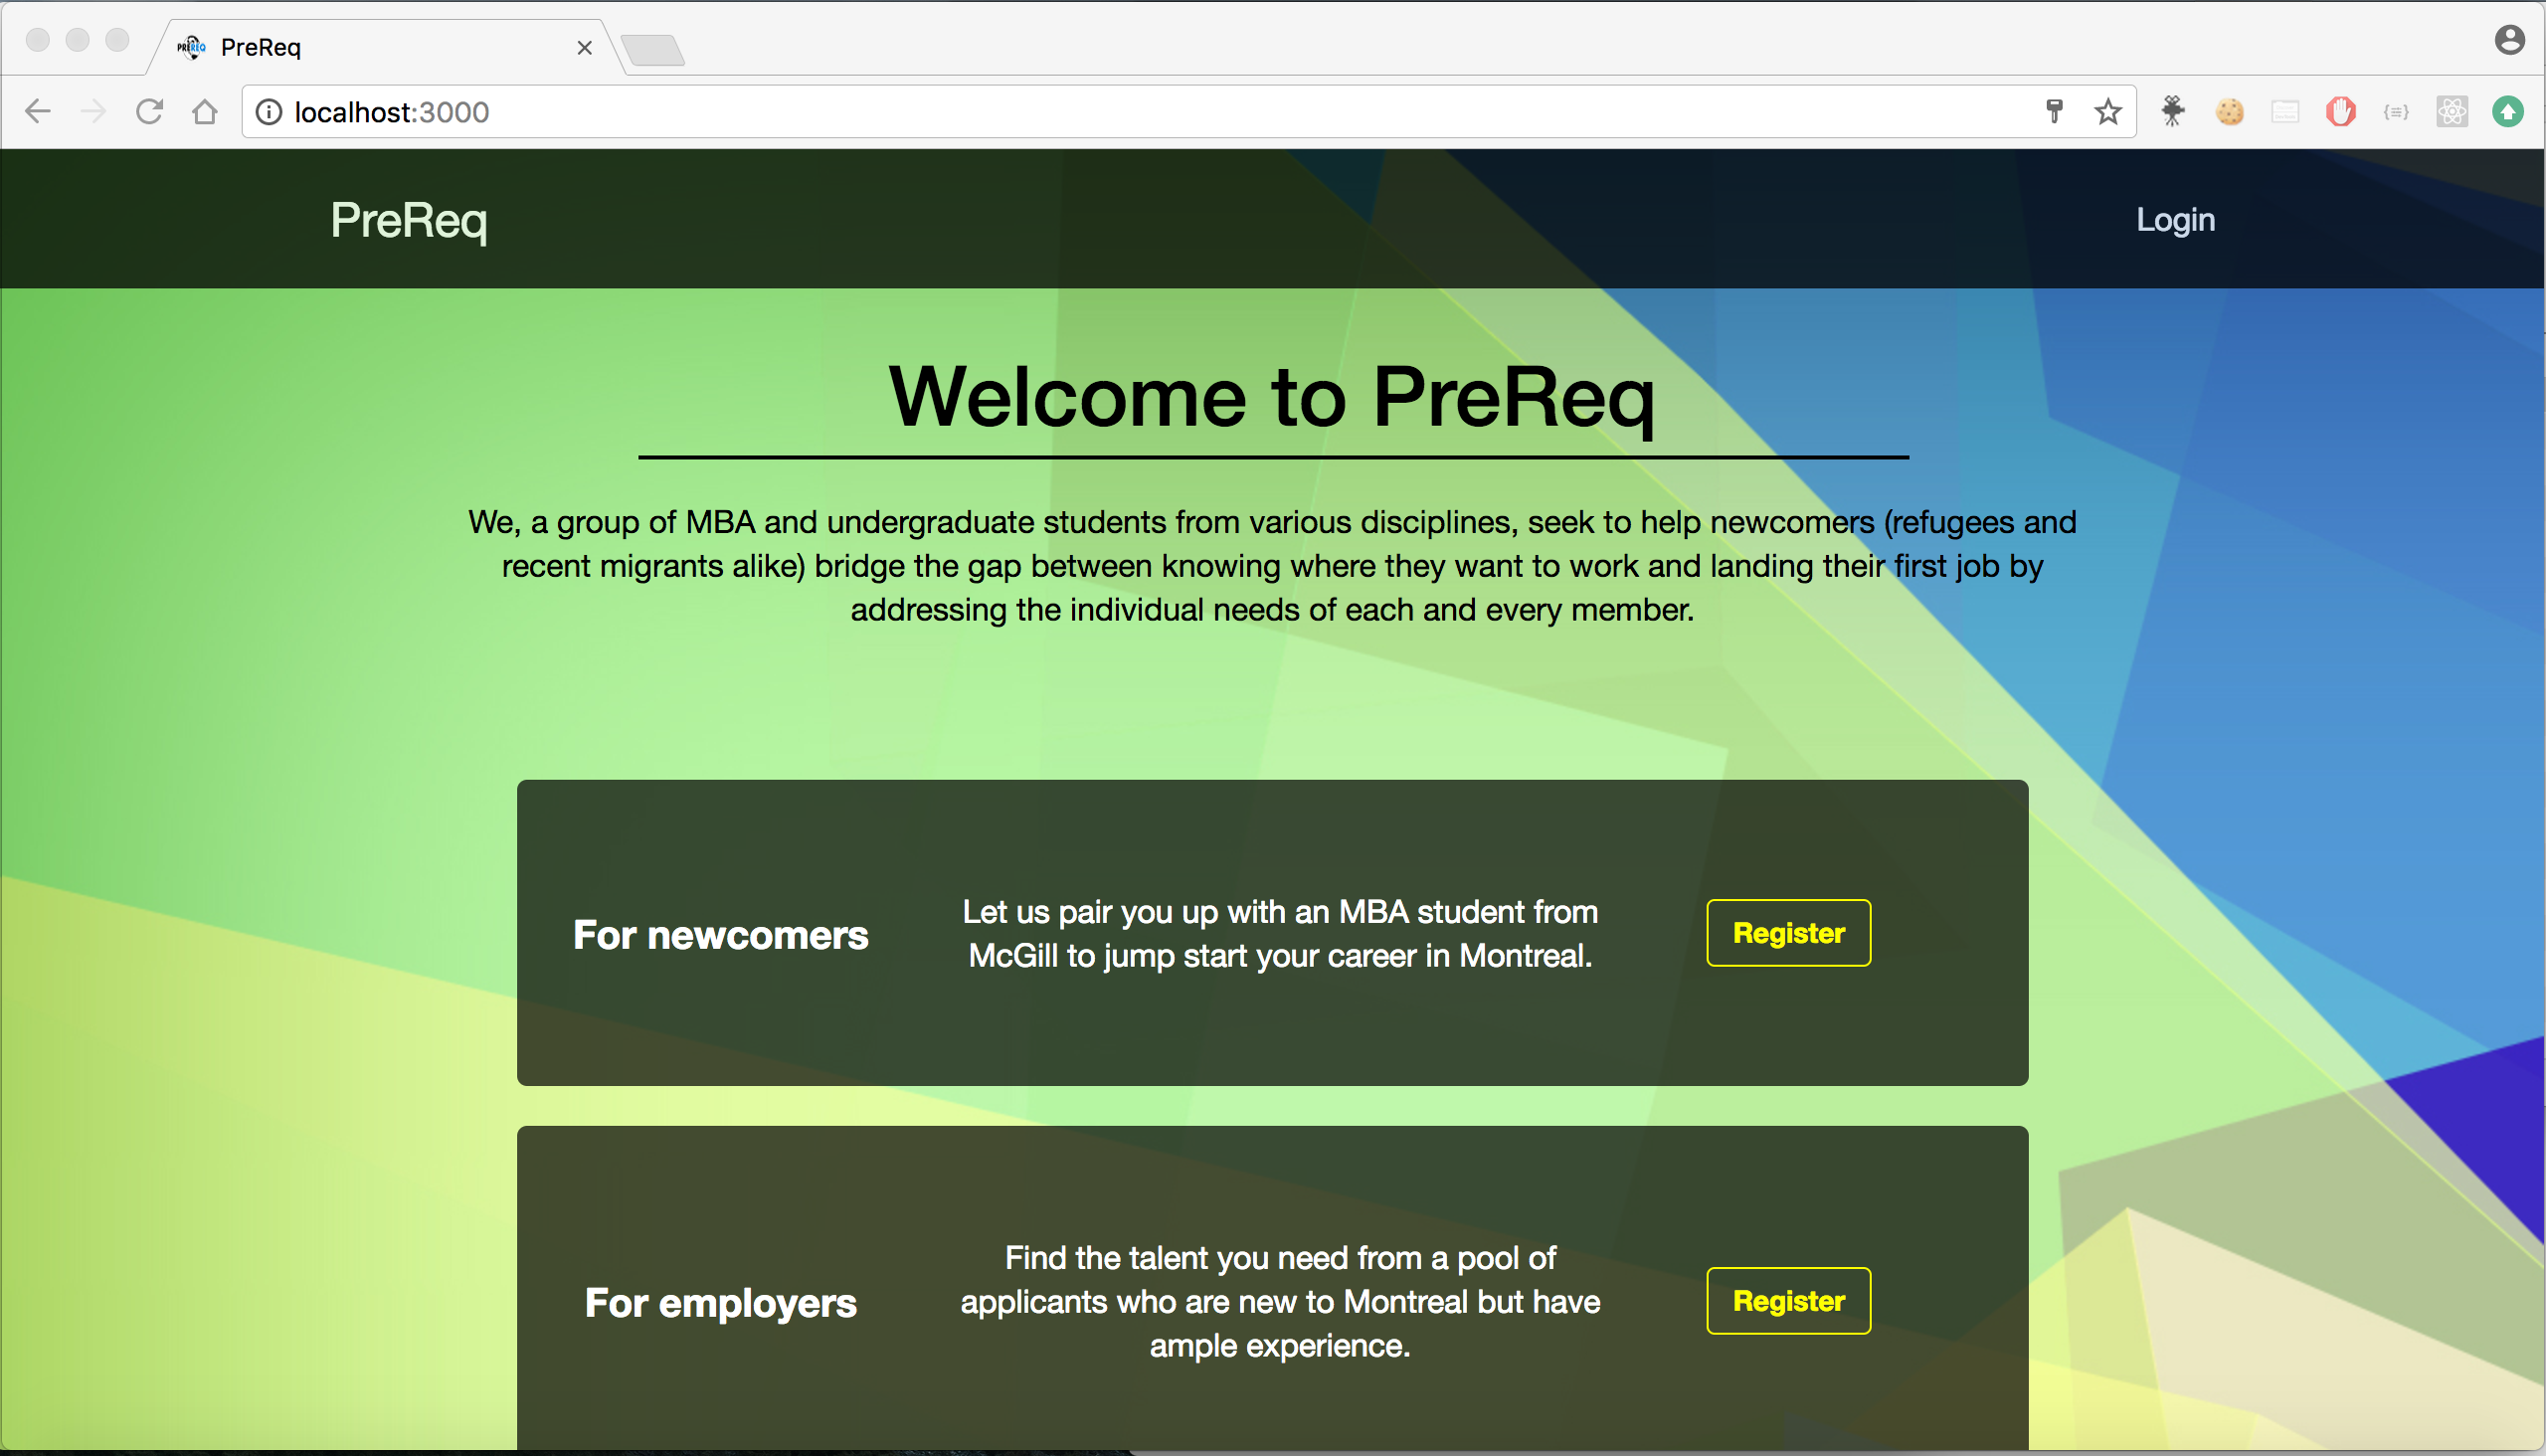 PREREQ PreReq
localhost:3000
PreReq Login
Welcome to PreReq
We, a group of MBA and undergraduate students from various disciplines, seek to help newcomers (refugees and
recent migrants alike) bridge the gap between knowing where they want to work and landing their first job by
addressing the individual needs of each and every member.
For newcomers
Let us pair you up with an MBA student from
McGill to jump start your career in Montreal.
Register
For employers
Find the talent you need from a pool of
applicants who are new to Montreal but have
ample experience.
Register